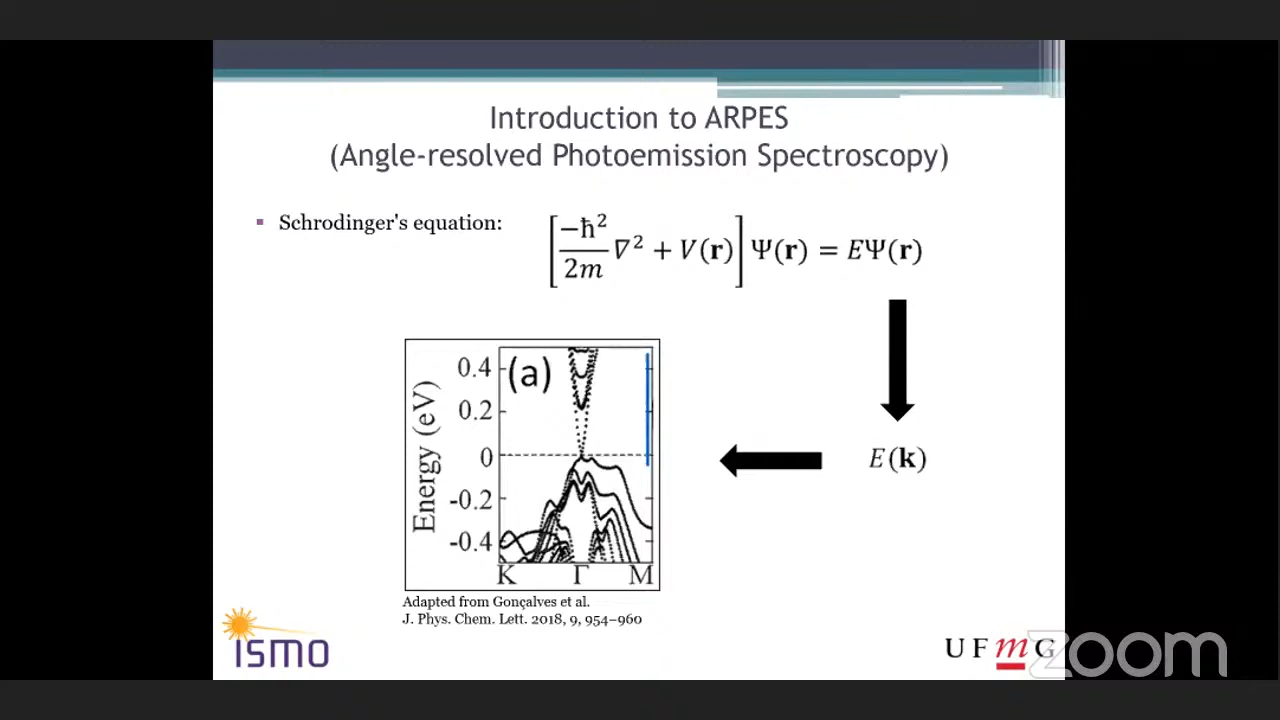 Introduction to ARPES
(Angle-resolved Photoemission Spectroscopy)
▪ Schrodinger's equation:
[−ħ²/2m ∇² + V(𝐫)] Ψ(𝐫) = EΨ(𝐫)
E(𝐤)
(a)
Energy (eV)
0.4
0.2
0
-0.2
-0.4
K Γ M
Adapted from Gonçalves et al.
J. Phys. Chem. Lett. 2018, 9, 954–960
ismo
UFmG
zoom